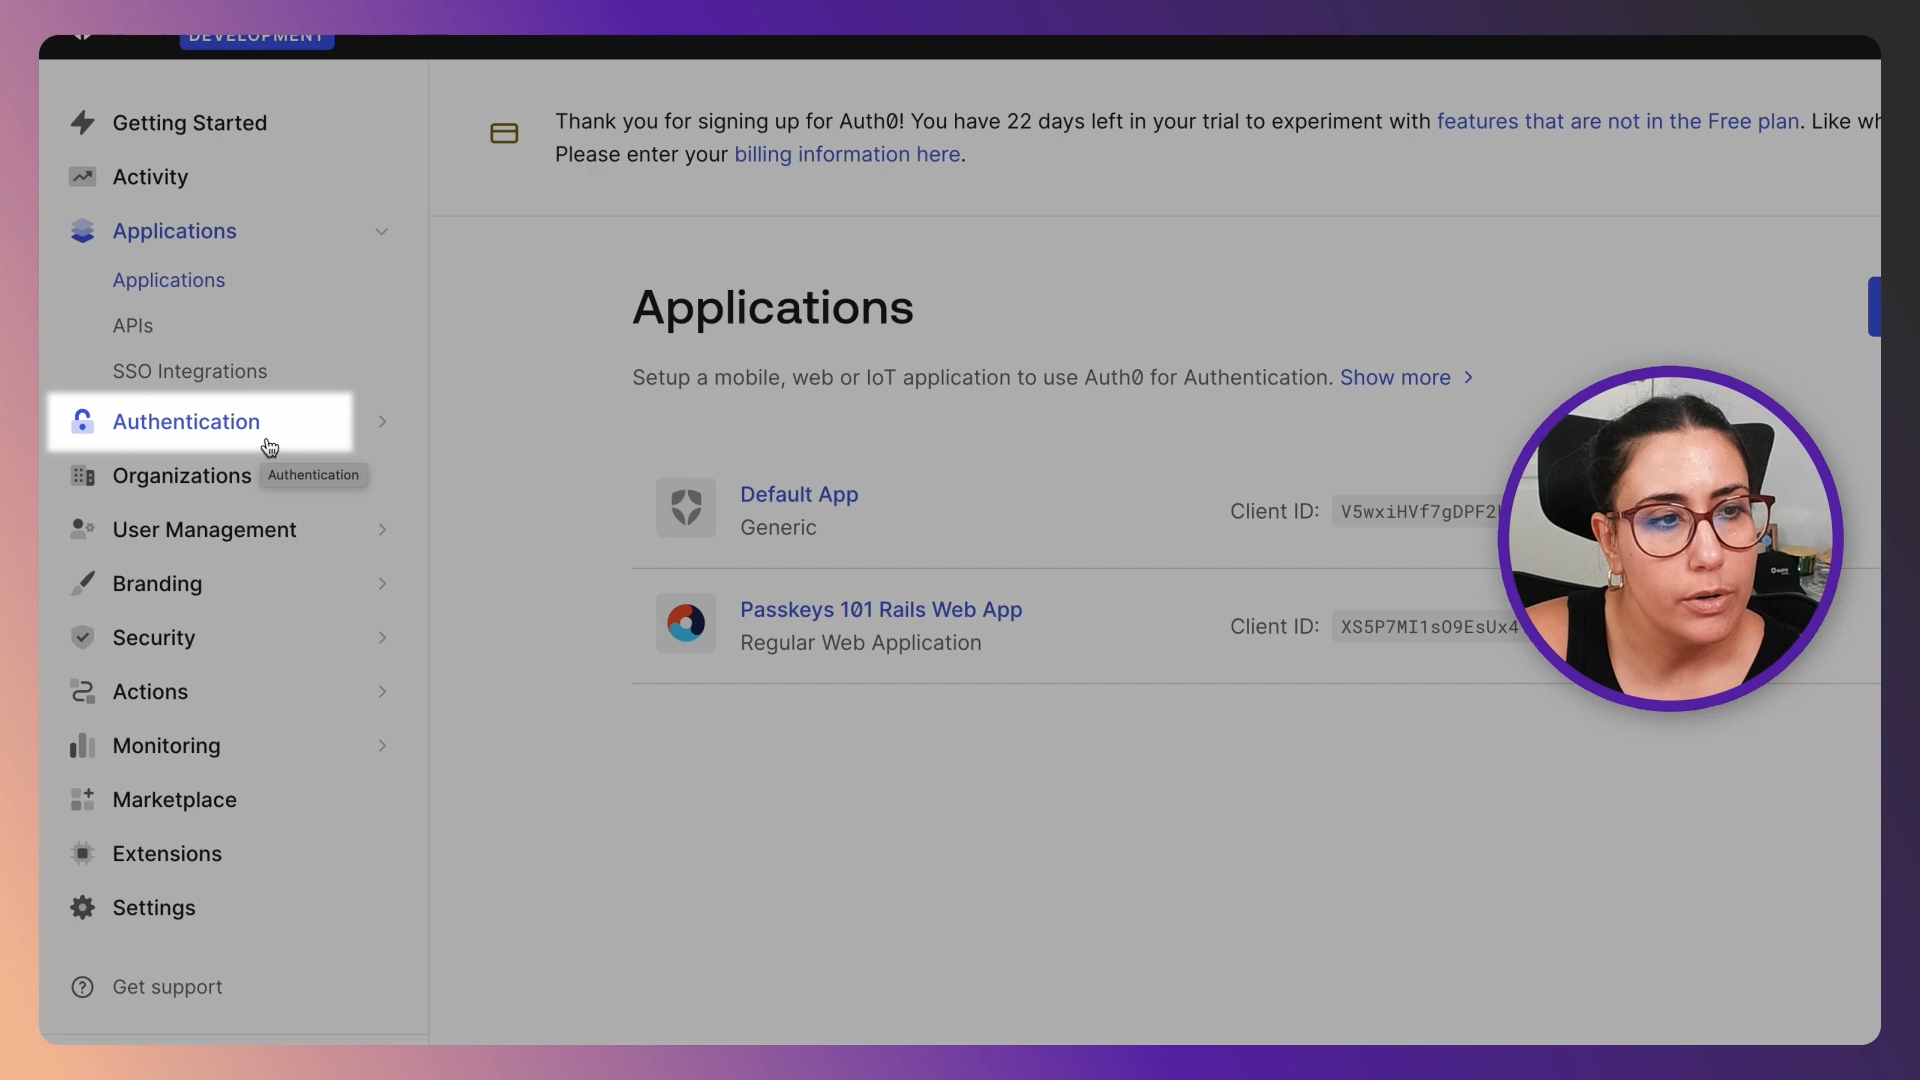 DEVELOPMENT
Getting Started
Activity
Applications
Applications
APIs
SSO Integrations
Authentication
Authentication
Organizations
User Management
Branding
Security
Actions
Monitoring
Marketplace
Extensions
Settings
Get support
Thank you for signing up for Auth0! You have 22 days left in your trial to experiment with features that are not in the Free plan. Like
Please enter your billing information here.
Applications
Setup a mobile, web or IoT application to use Auth0 for Authentication. Show more
Default App
Generic
Client ID: V5wxiHVf7gDPF2
Passkeys 101 Rails Web App
Regular Web Application
Client ID: XS5P7MI1sO9EsUx4